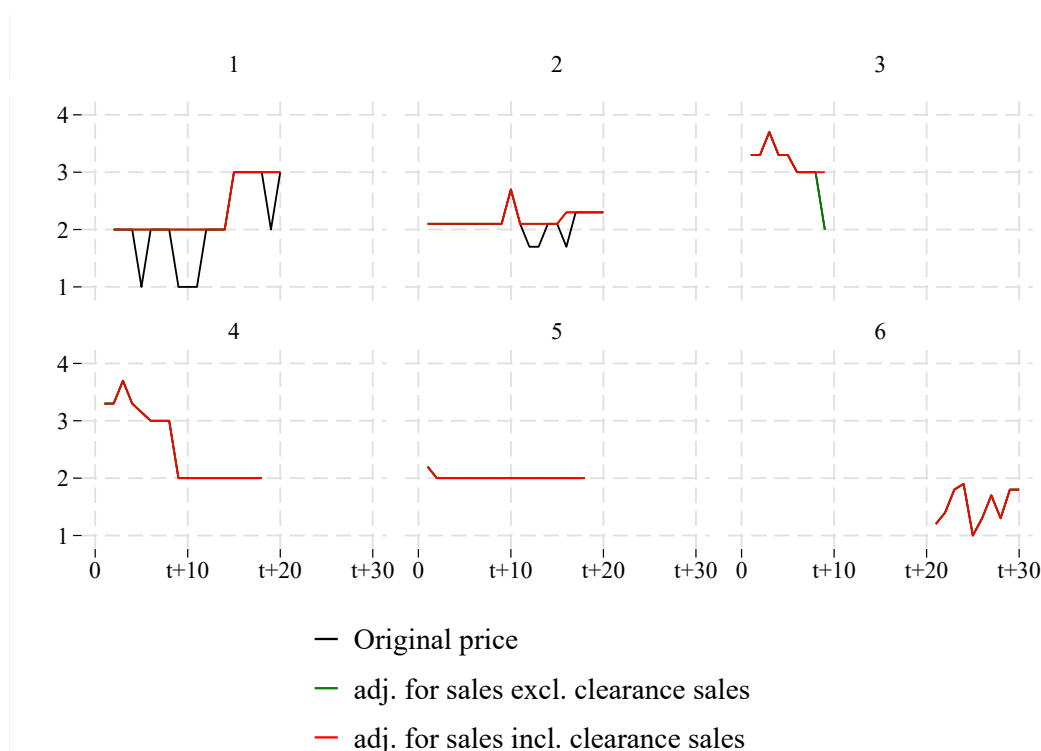 1 2 3
4
3
2
1
4 5 6
4
3
2
1
0 t+10 t+20 t+30 0 t+10 t+20 t+30 0 t+10 t+20 t+30
Original price
adj. for sales excl. clearance sales
adj. for sales incl. clearance sales